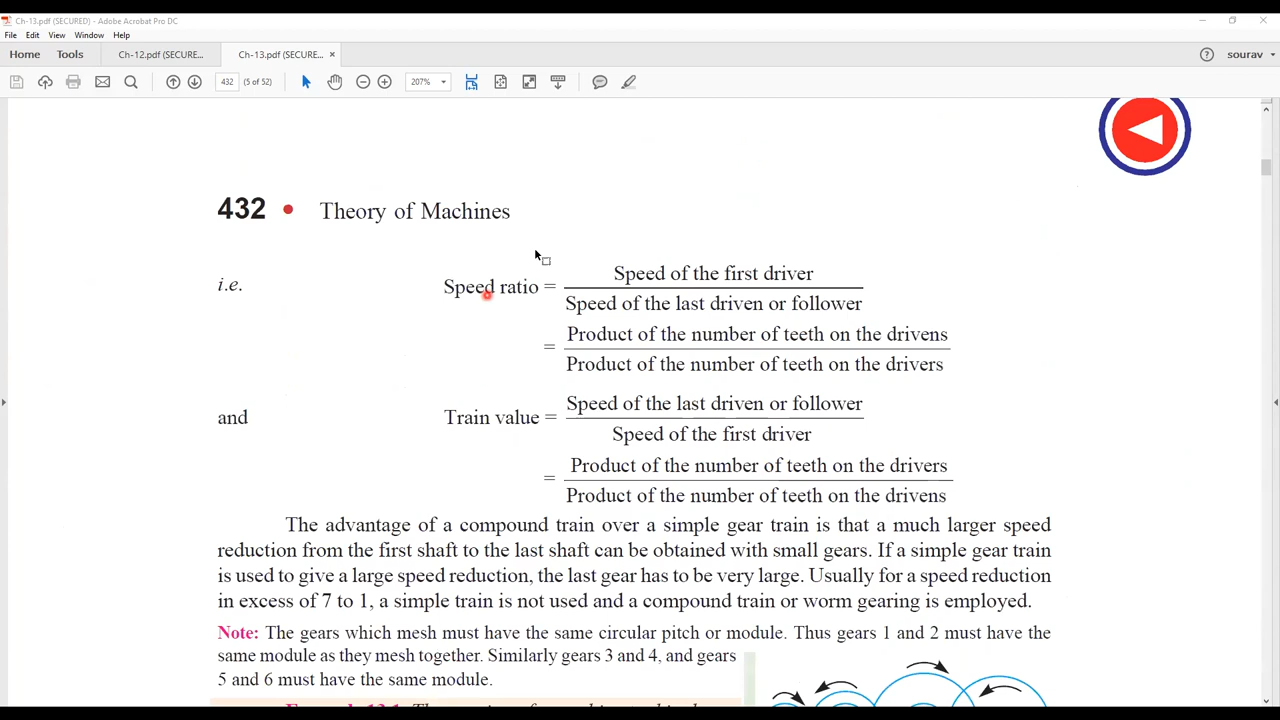 Ch-13.pdf (SECURED) - Adobe Acrobat Pro DC
File Edit View Window Help
Home Tools Ch-12.pdf (SECURE... Ch-13.pdf (SECURE... ×
sourav
432 (5 of 52) 207%
432 • Theory of Machines
i.e. Speed ratio = Speed of the first driver
Speed of the last driven or follower
= Product of the number of teeth on the drivens
Product of the number of teeth on the drivers
and Train value = Speed of the last driven or follower
Speed of the first driver
= Product of the number of teeth on the drivers
Product of the number of teeth on the drivens
The advantage of a compound train over a simple gear train is that a much larger speed
reduction from the first shaft to the last shaft can be obtained with small gears. If a simple gear train
is used to give a large speed reduction, the last gear has to be very large. Usually for a speed reduction
in excess of 7 to 1, a simple train is not used and a compound train or worm gearing is employed.
Note: The gears which mesh must have the same circular pitch or module. Thus gears 1 and 2 must have the
same module as they mesh together. Similarly gears 3 and 4, and gears
5 and 6 must have the same module.